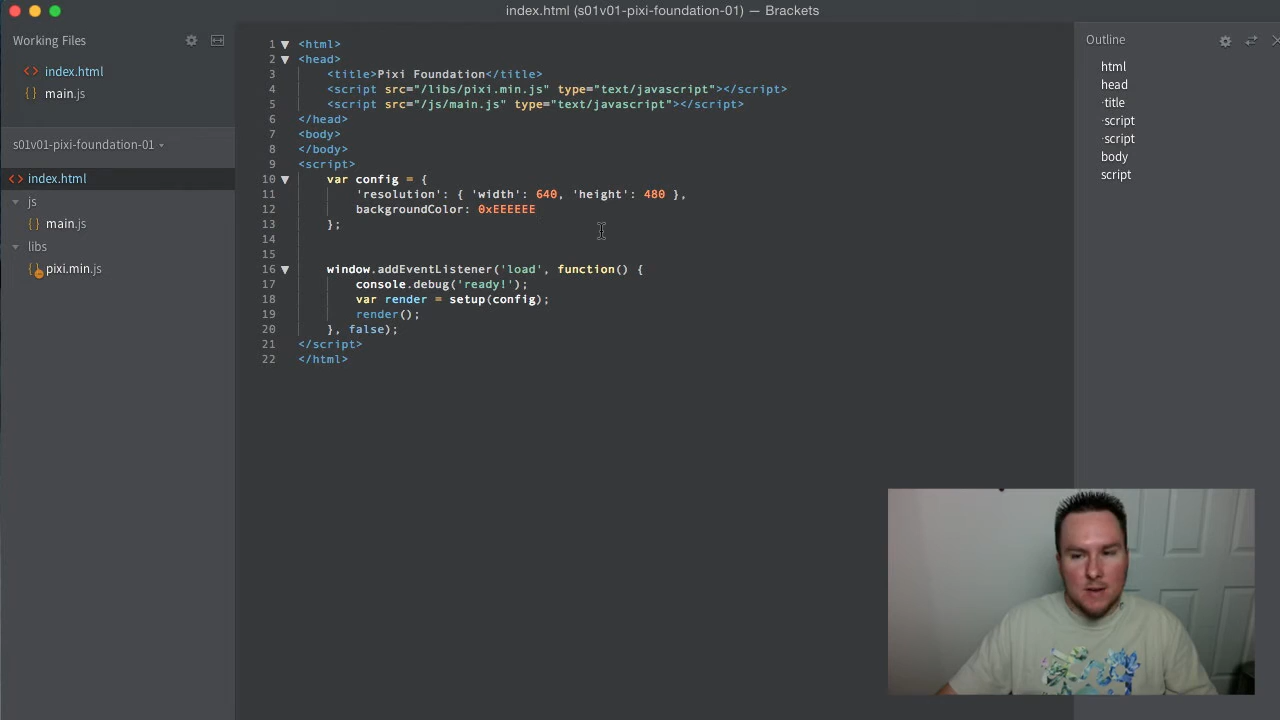 index.html (s01v01-pixi-foundation-01) — Brackets
Working Files
<> index.html
{} main.js
s01v01-pixi-foundation-01
<> index.html
js
{} main.js
libs
{} pixi.min.js
1 <html>
2 <head>
3     <title>Pixi Foundation</title>
4     <script src="/libs/pixi.min.js" type="text/javascript"></script>
5     <script src="/js/main.js" type="text/javascript"></script>
6 </head>
7 <body>
8 </body>
9 <script>
10     var config = {
11         'resolution': { 'width': 640, 'height': 480 },
12         backgroundColor: 0xEEEEEE
13     };
14
15
16     window.addEventListener('load', function() {
17         console.debug('ready!');
18         var render = setup(config);
19         render();
20     }, false);
21 </script>
22 </html>
Outline
html
head
·title
·script
·script
body
script